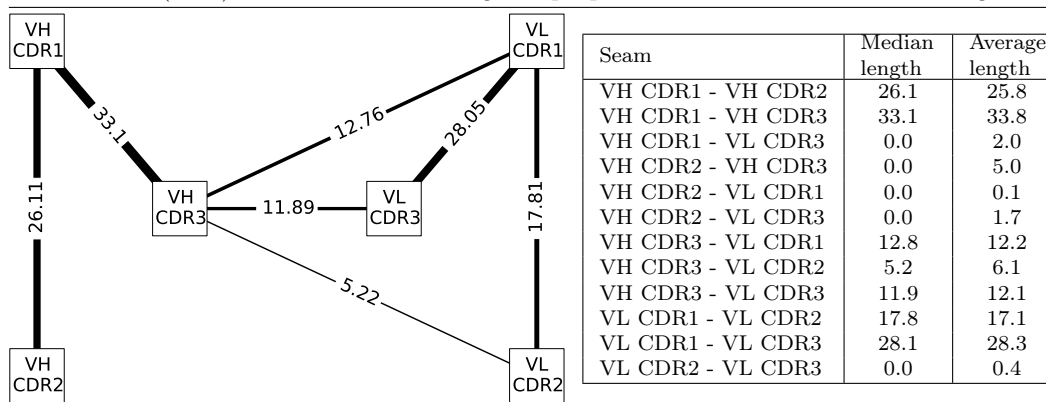 VH
CDR1
VL
CDR1
33.1
12.76
28.05
26.11
VH
CDR3
11.89
VL
CDR3
17.81
5.22
VH
CDR2
VL
CDR2
Seam Median length Average length
VH CDR1 - VH CDR2 26.1 25.8
VH CDR1 - VH CDR3 33.1 33.8
VH CDR1 - VL CDR3 0.0 2.0
VH CDR2 - VH CDR3 0.0 5.0
VH CDR2 - VL CDR1 0.0 0.1
VH CDR2 - VL CDR3 0.0 1.7
VH CDR3 - VL CDR1 12.8 12.2
VH CDR3 - VL CDR2 5.2 6.1
VH CDR3 - VL CDR3 11.9 12.1
VL CDR1 - VL CDR2 17.8 17.1
VL CDR1 - VL CDR3 28.1 28.3
VL CDR2 - VL CDR3 0.0 0.4